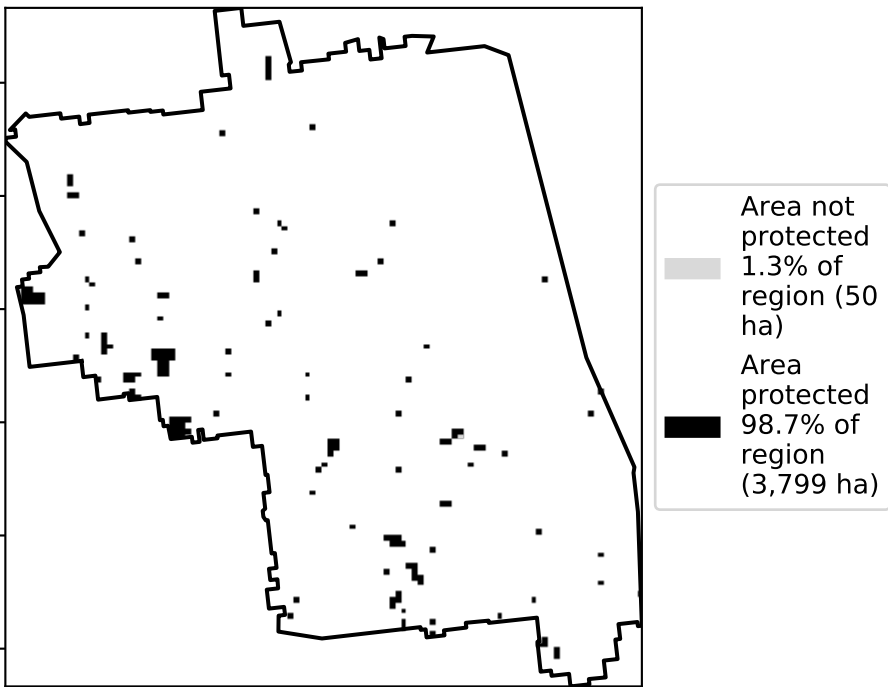 Area not
protected
1.3% of
region (50
ha)
Area
protected
98.7% of
region
(3,799 ha)